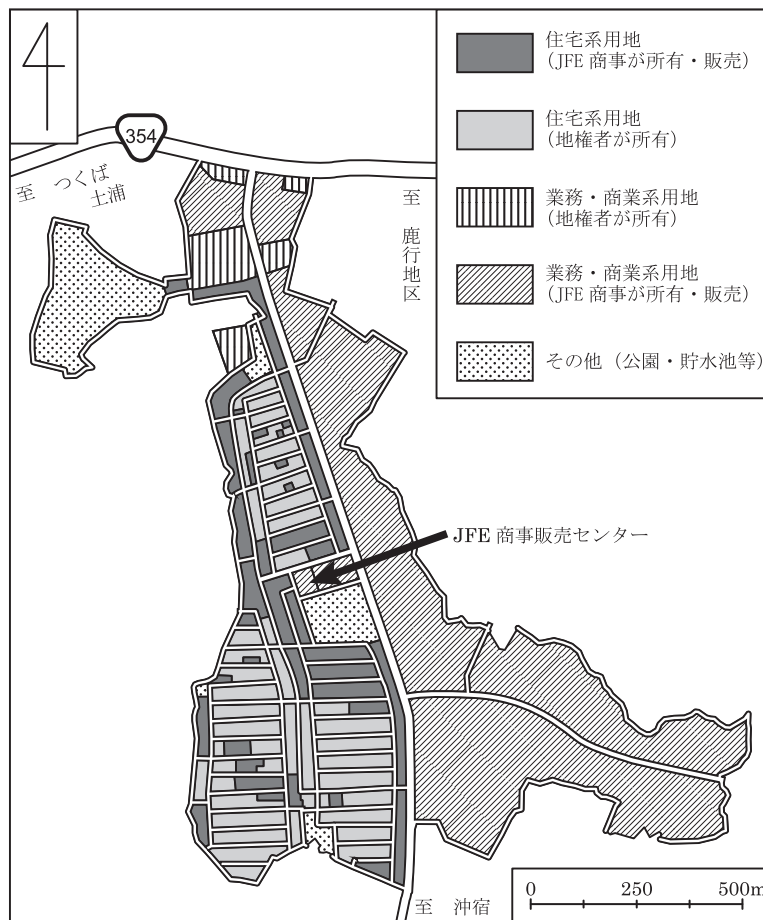 4
354
至 つくば
土浦
至 鹿行地区
住宅系用地
(JFE 商事が所有・販売)
住宅系用地
(地権者が所有)
業務・商業系用地
(地権者が所有)
業務・商業系用地
(JFE 商事が所有・販売)
その他（公園・貯水池等）
JFE 商事販売センター
至 沖宿
0 250 500m